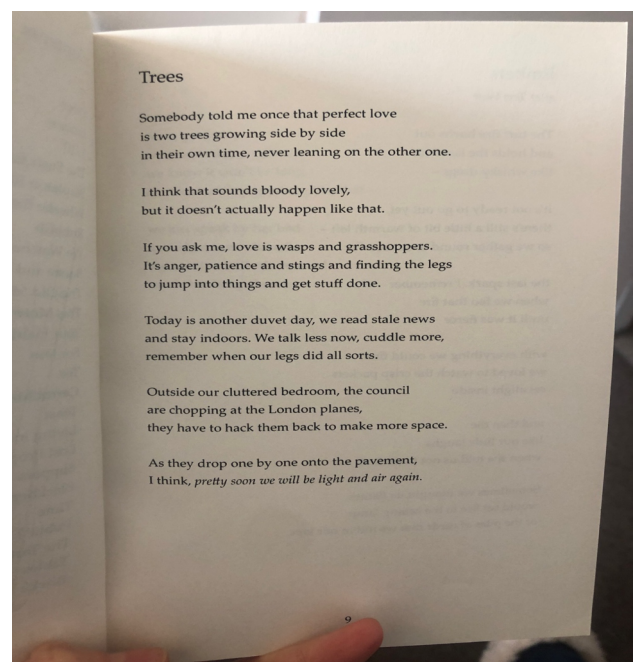 Trees
Somebody told me once that perfect love
is two trees growing side by side
in their own time, never leaning on the other one.
I think that sounds bloody lovely,
but it doesn't actually happen like that.
If you ask me, love is wasps and grasshoppers.
It's anger, patience and stings and finding the legs
to jump into things and get stuff done.
Today is another duvet day, we read stale news
and stay indoors. We talk less now, cuddle more,
remember when our legs did all sorts.
Outside our cluttered bedroom, the council
are chopping at the London planes,
they have to hack them back to make more space.
As they drop one by one onto the pavement,
I think, pretty soon we will be light and air again.
9